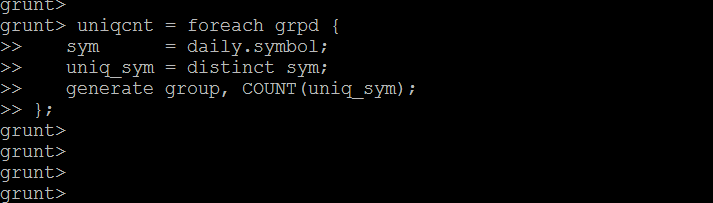 grunt>
grunt> uniqcnt = foreach grpd {
>>    sym      = daily.symbol;
>>    uniq_sym = distinct sym;
>>    generate group, COUNT(uniq_sym);
>> };
grunt>
grunt>
grunt>
grunt>